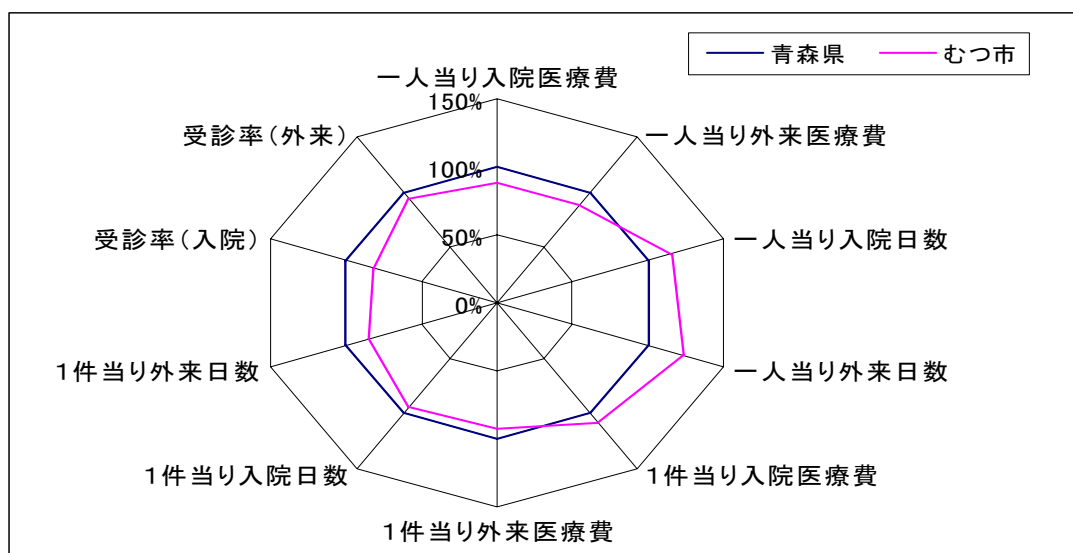 青森県 むつ市
一人当り入院医療費
150%
受診率(外来)
一人当り外来医療費
100%
受診率(入院)
50%
一人当り入院日数
0%
1件当り外来日数
一人当り外来日数
1件当り入院日数
1件当り入院医療費
1件当り外来医療費